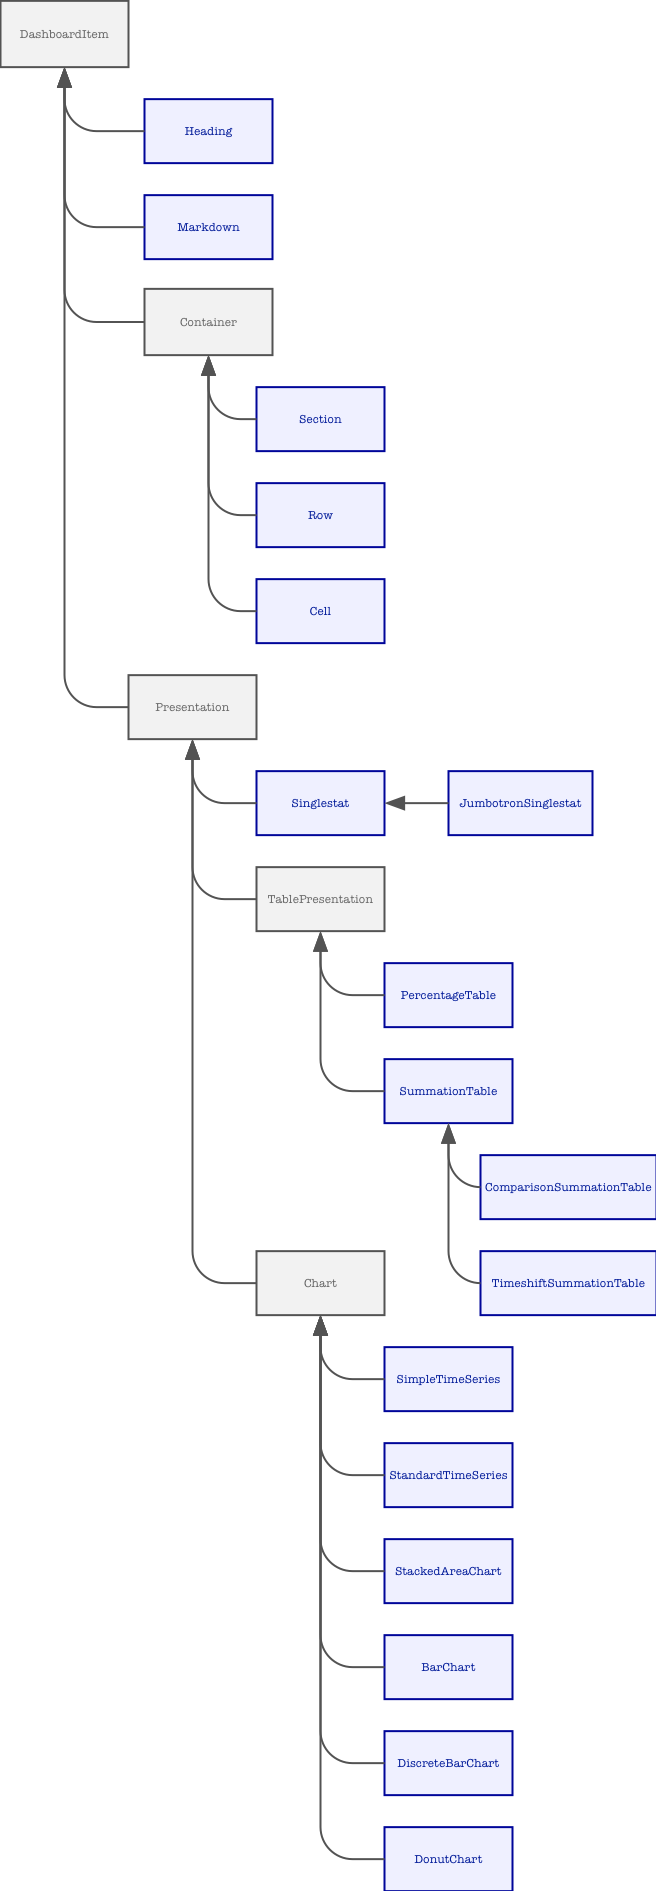 DashboardItem
Heading
Markdown
Container
Section
Row
Cell
Presentation
Singlestat
JumbotronSinglestat
TablePresentation
PercentageTable
SummationTable
ComparisonSummationTable
Chart
TimeshiftSummationTable
SimpleTimeSeries
StandardTimeSeries
StackedAreaChart
BarChart
DiscreteBarChart
DonutChart